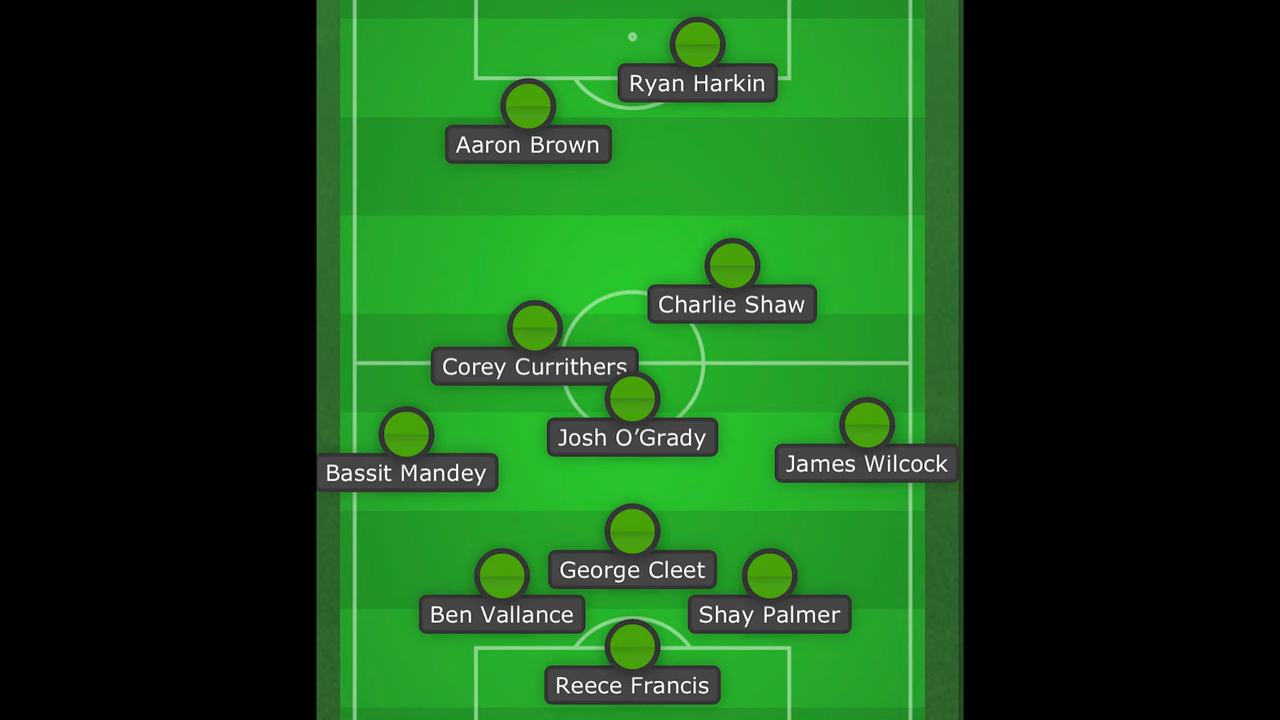 Ryan Harkin
Aaron Brown
Charlie Shaw
Corey Currithers
Josh O’Grady
Bassit Mandey
James Wilcock
George Cleet
Ben Vallance
Shay Palmer
Reece Francis